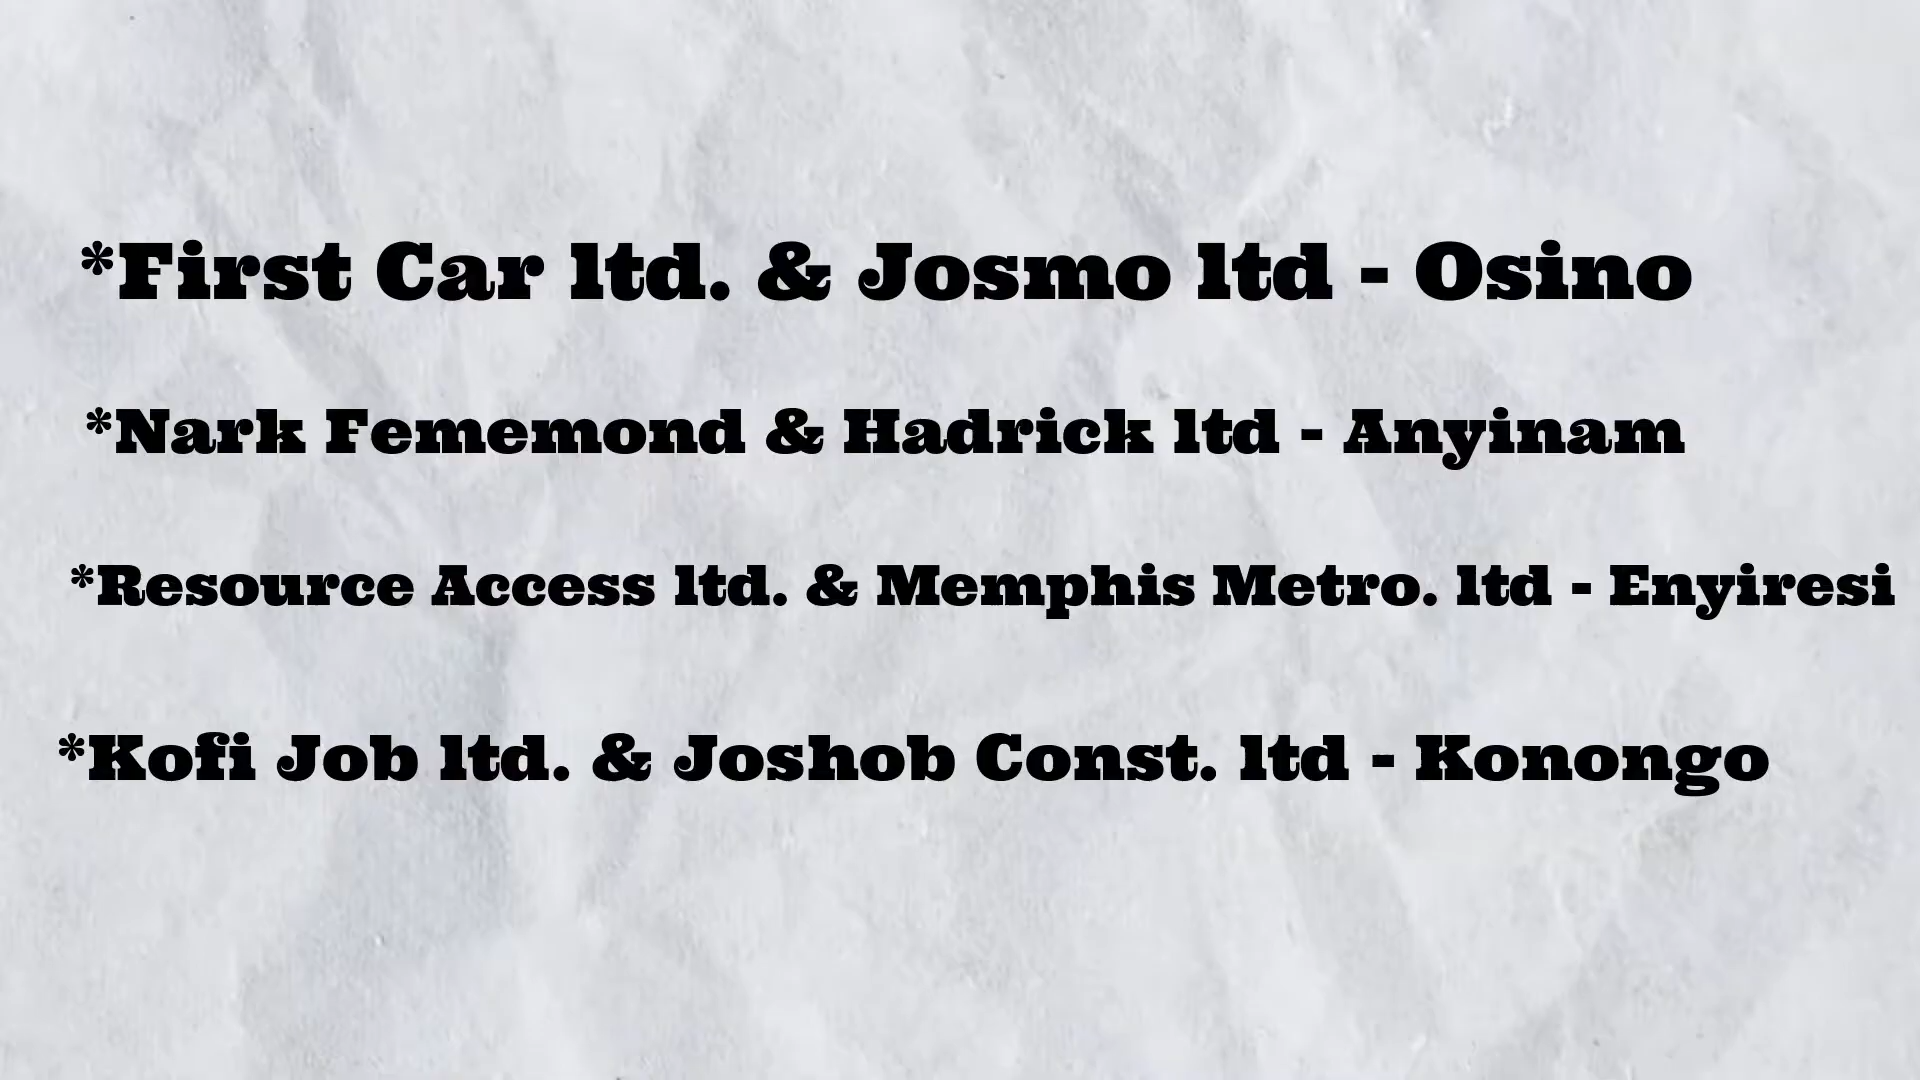 *First Car ltd. & Josmo ltd - Osino
*Nark Fememond & Hadrick ltd - Anyinam
*Resource Access ltd. & Memphis Metro. ltd - Enyiresi
*Kofi Job ltd. & Joshob Const. ltd - Konongo